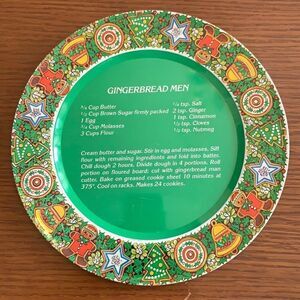 GINGERBREAD MEN
¾ Cup Butter
½ Cup Brown Sugar firmly packed
1 Egg
¾ Cup Molasses
3 Cups Flour
¼ tsp. Salt
2 tsp. Ginger
1 tsp. Cinnamon
½ tsp. Cloves
½ tsp. Nutmeg
Cream butter and sugar. Stir in egg and molasses. Sift
flour with remaining ingredients and fold into batter.
Chill dough 2 hours. Divide dough in 4 portions. Roll
portion on floured board; cut with gingerbread man
cutter. Bake on greased cookie sheet 10 minutes at
375°. Cool on racks. Makes 24 cookies.